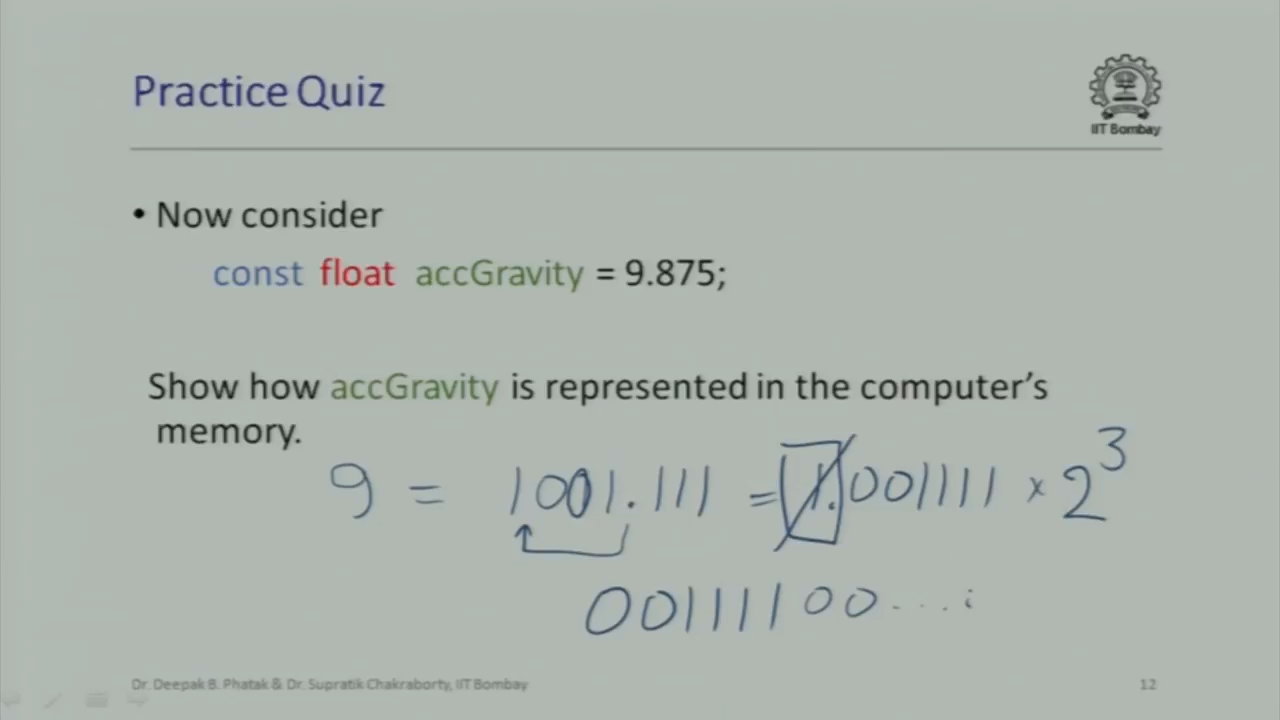 Practice Quiz
IIT Bombay
• Now consider
const float accGravity = 9.875;
Show how accGravity is represented in the computer's
memory.
9 = 1001.111 = 1.001111 × 2^3
00111100....
Dr. Deepak B. Phatak & Dr. Supratik Chakraborty, IIT Bombay
12